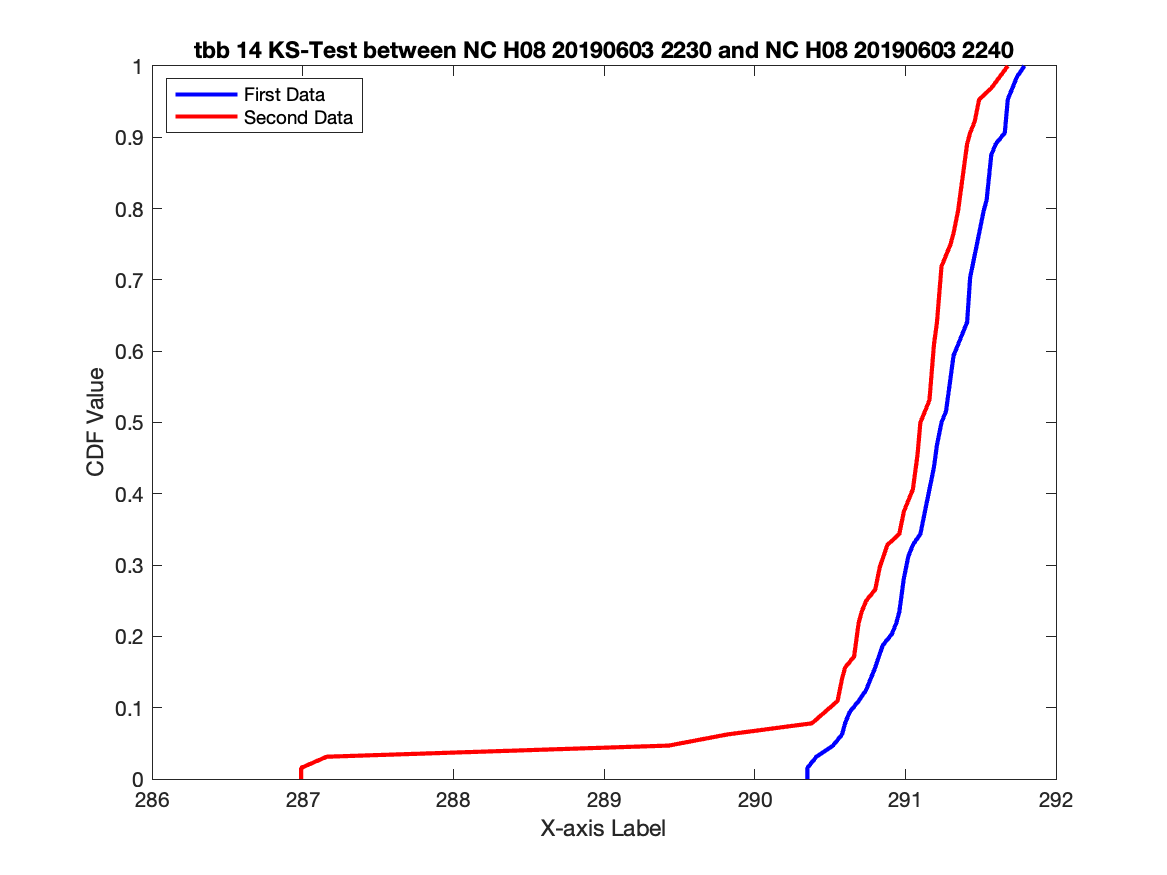 tbb 14 KS-Test between NC H08 20190603 2230 and NC H08 20190603 2240
First Data
Second Data
CDF Value
1
0.9
0.8
0.7
0.6
0.5
0.4
0.3
0.2
0.1
0
286 287 288 289 290 291 292
X-axis Label